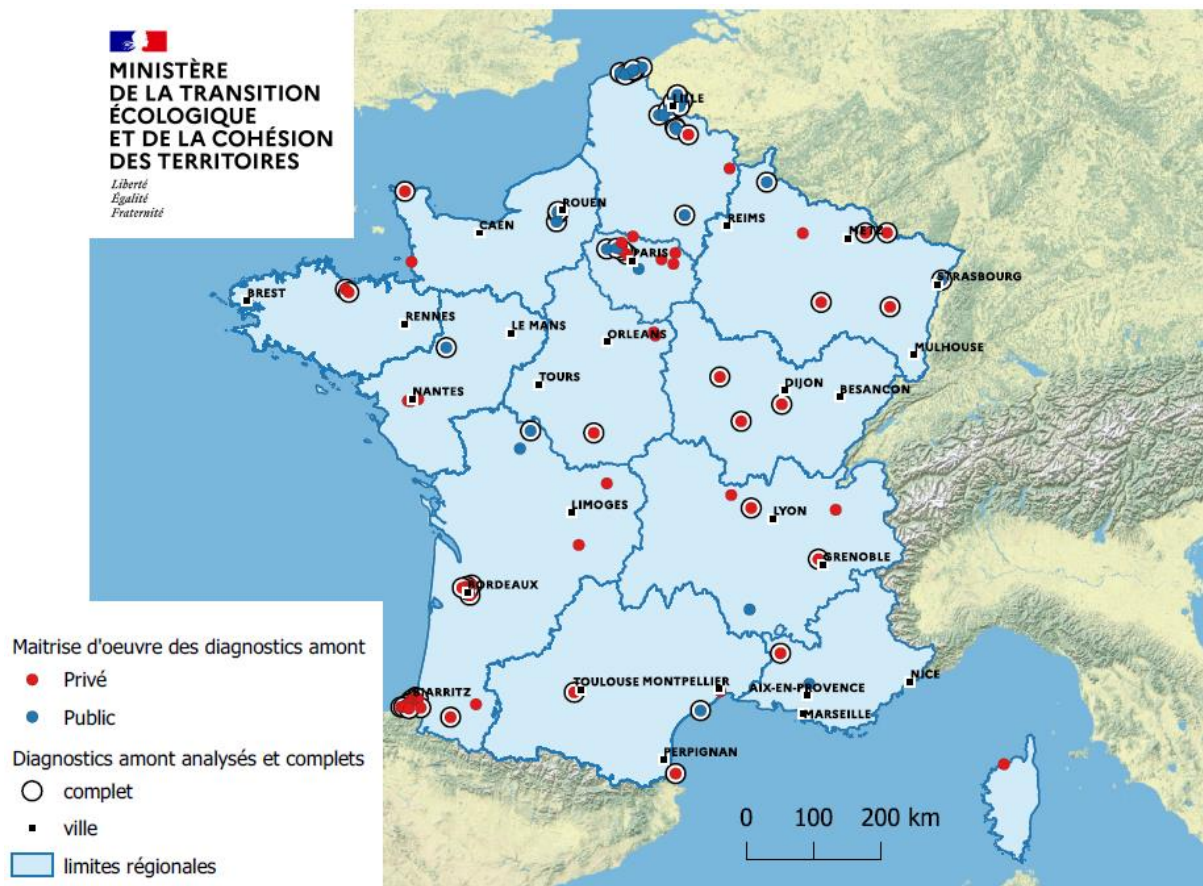 MINISTÈRE
DE LA TRANSITION
ÉCOLOGIQUE
ET DE LA COHÉSION
DES TERRITOIRES
Liberté
Égalité
Fraternité
LILLE
ROUEN
CAEN
REIMS
METZ
PARIS
STRASBOURG
BREST
RENNES
LE MANS
ORLEANS
MULHOUSE
NANTES
TOURS
DIJON
BESANCON
LIMOGES
LYON
GRENOBLE
BORDEAUX
BIARRITZ
TOULOUSE
MONTPELLIER
AIX-EN-PROVENCE
NICE
MARSEILLE
PERPIGNAN
Maitrise d'oeuvre des diagnostics amont
Privé
Public
Diagnostics amont analysés et complets
complet
ville
limites régionales
0 100 200 km